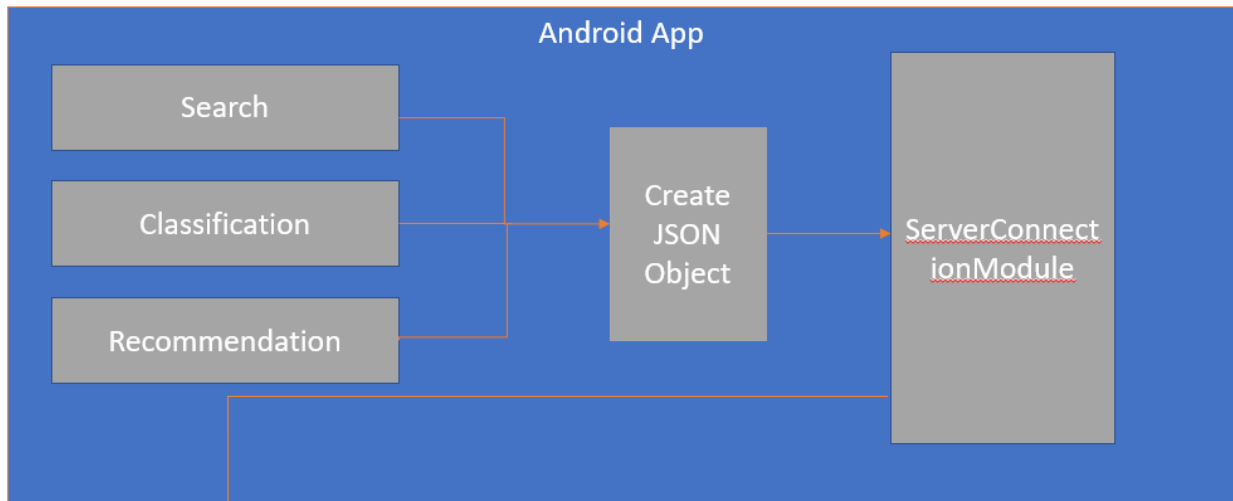 Android App
Search
Classification
Recommendation
Create
JSON
Object
ServerConnect
ionModule